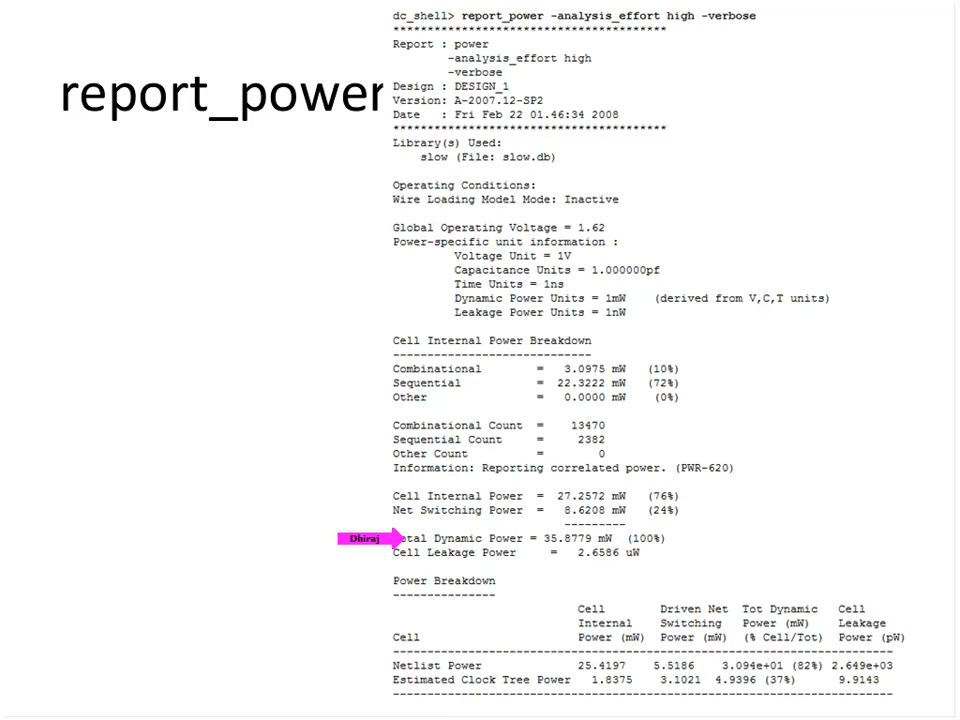 report_power
dc_shell> report_power -analysis_effort high -verbose
****************************************
Report : power
-analysis_effort high
-verbose
Design : DESIGN_1
Version: A-2007.12-SP2
Date : Fri Feb 22 01.46:34 2008
****************************************
Library(s) Used:
slow (File: slow.db)
Operating Conditions:
Wire Loading Model Mode: Inactive
Global Operating Voltage = 1.62
Power-specific unit information :
Voltage Unit = 1V
Capacitance Units = 1.000000pf
Time Units = 1ns
Dynamic Power Units = 1mW (derived from V,C,T units)
Leakage Power Units = 1nW
Cell Internal Power Breakdown
-----------------------------
Combinational = 3.0975 mW (10%)
Sequential = 22.3222 mW (72%)
Other = 0.0000 mW (0%)
Combinational Count = 13470
Sequential Count = 2382
Other Count = 0
Information: Reporting correlated power. (PWR-620)
Cell Internal Power = 27.2572 mW (76%)
Net Switching Power = 8.6208 mW (24%)
---------
Dhiraj
otal Dynamic Power = 35.8779 mW (100%)
Cell Leakage Power = 2.6586 uW
Power Breakdown
---------------
Cell Driven Net Tot Dynamic Cell
Internal Switching Power (mW) Leakage
Cell Power (mW) Power (mW) (% Cell/Tot) Power (pW)
-------------------------------------------------------------------------
Netlist Power 25.4197 5.5186 3.094e+01 (82%) 2.649e+03
Estimated Clock Tree Power 1.8375 3.1021 4.9396 (37%) 9.9143
-------------------------------------------------------------------------